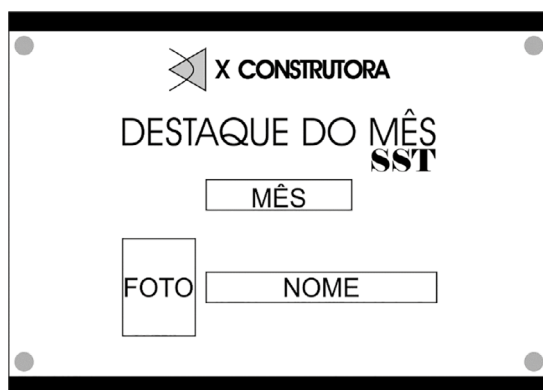 X CONSTRUTORA
DESTAQUE DO MÊS
SST
MÊS
FOTO
NOME